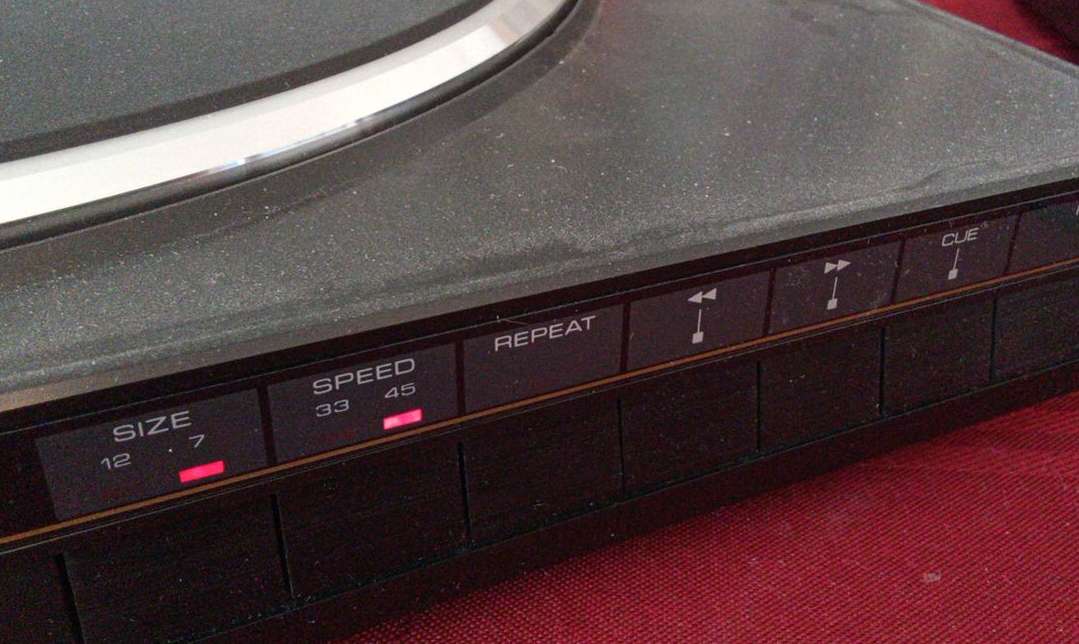 SIZE
12 7
SPEED
33 45
REPEAT
CUE